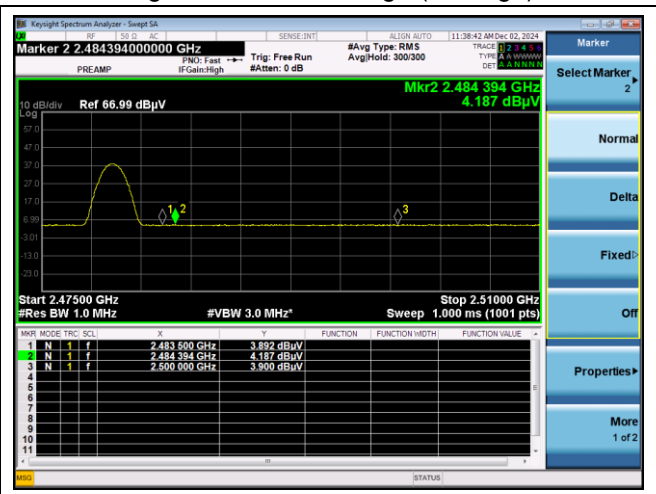 Keysight Spectrum Analyzer - Swept SA
RF 50 Ω AC SENSE:INT ALIGN AUTO 11:38:42 AM Dec 02, 2024
Marker 2 2.484394000000 GHz
PREAMP
PNO: Fast
IFGain:High
Trig: Free Run
#Atten: 0 dB
#Avg Type: RMS
Avg|Hold: 300/300
TRACE 1 2 3 4 5 6
TYPE A A WWWW
DET A A N N N N
Mkr2 2.484 394 GHz
4.187 dBµV
10 dB/div Ref 66.99 dBµV
Log
57.0
47.0
37.0
27.0
17.0
6.99
-3.01
-13.0
-23.0
1 2 3
Start 2.47500 GHz Stop 2.51000 GHz
#Res BW 1.0 MHz #VBW 3.0 MHz* Sweep 1.000 ms (1001 pts)
MKR MODE TRC SCL X Y FUNCTION FUNCTION WIDTH FUNCTION VALUE
1 N 1 f 2.483 500 GHz 3.892 dBµV
2 N 1 f 2.484 394 GHz 4.187 dBµV
3 N 1 f 2.500 000 GHz 3.900 dBµV
4
5
6
7
8
9
10
11
MSG STATUS
Marker
Select Marker
2
Normal
Delta
Fixed
Off
Properties
More
1 of 2